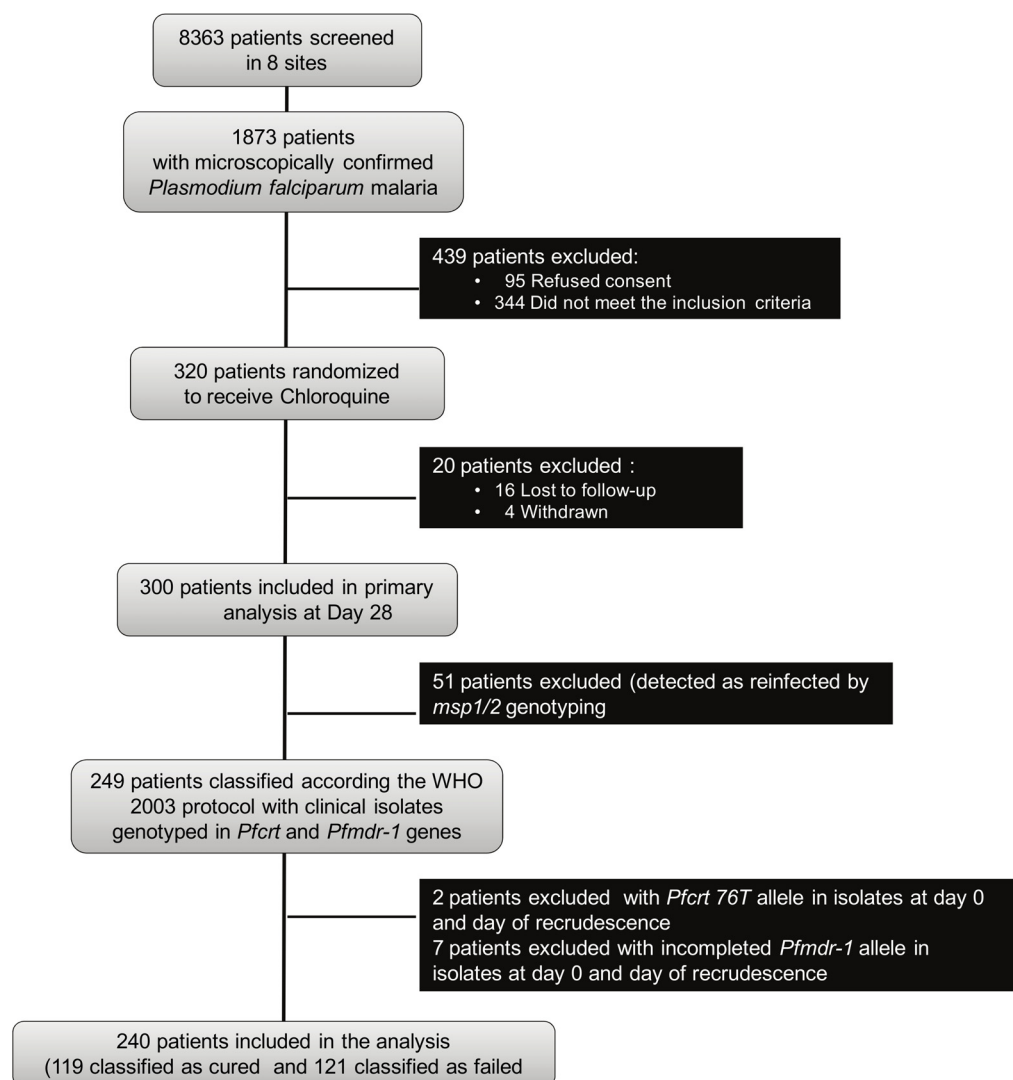 8363 patients screened
in 8 sites
1873 patients
with microscopically confirmed
Plasmodium falciparum malaria
439 patients excluded:
• 95 Refused consent
• 344 Did not meet the inclusion criteria
320 patients randomized
to receive Chloroquine
20 patients excluded :
• 16 Lost to follow-up
• 4 Withdrawn
300 patients included in primary
analysis at Day 28
51 patients excluded (detected as reinfected by
msp1/2 genotyping
249 patients classified according the WHO
2003 protocol with clinical isolates
genotyped in Pfcrt and Pfmdr-1 genes
2 patients excluded with Pfcrt 76T allele in isolates at day 0
and day of recrudescence
7 patients excluded with incompleted Pfmdr-1 allele in
isolates at day 0 and day of recrudescence
240 patients included in the analysis
(119 classified as cured and 121 classified as failed